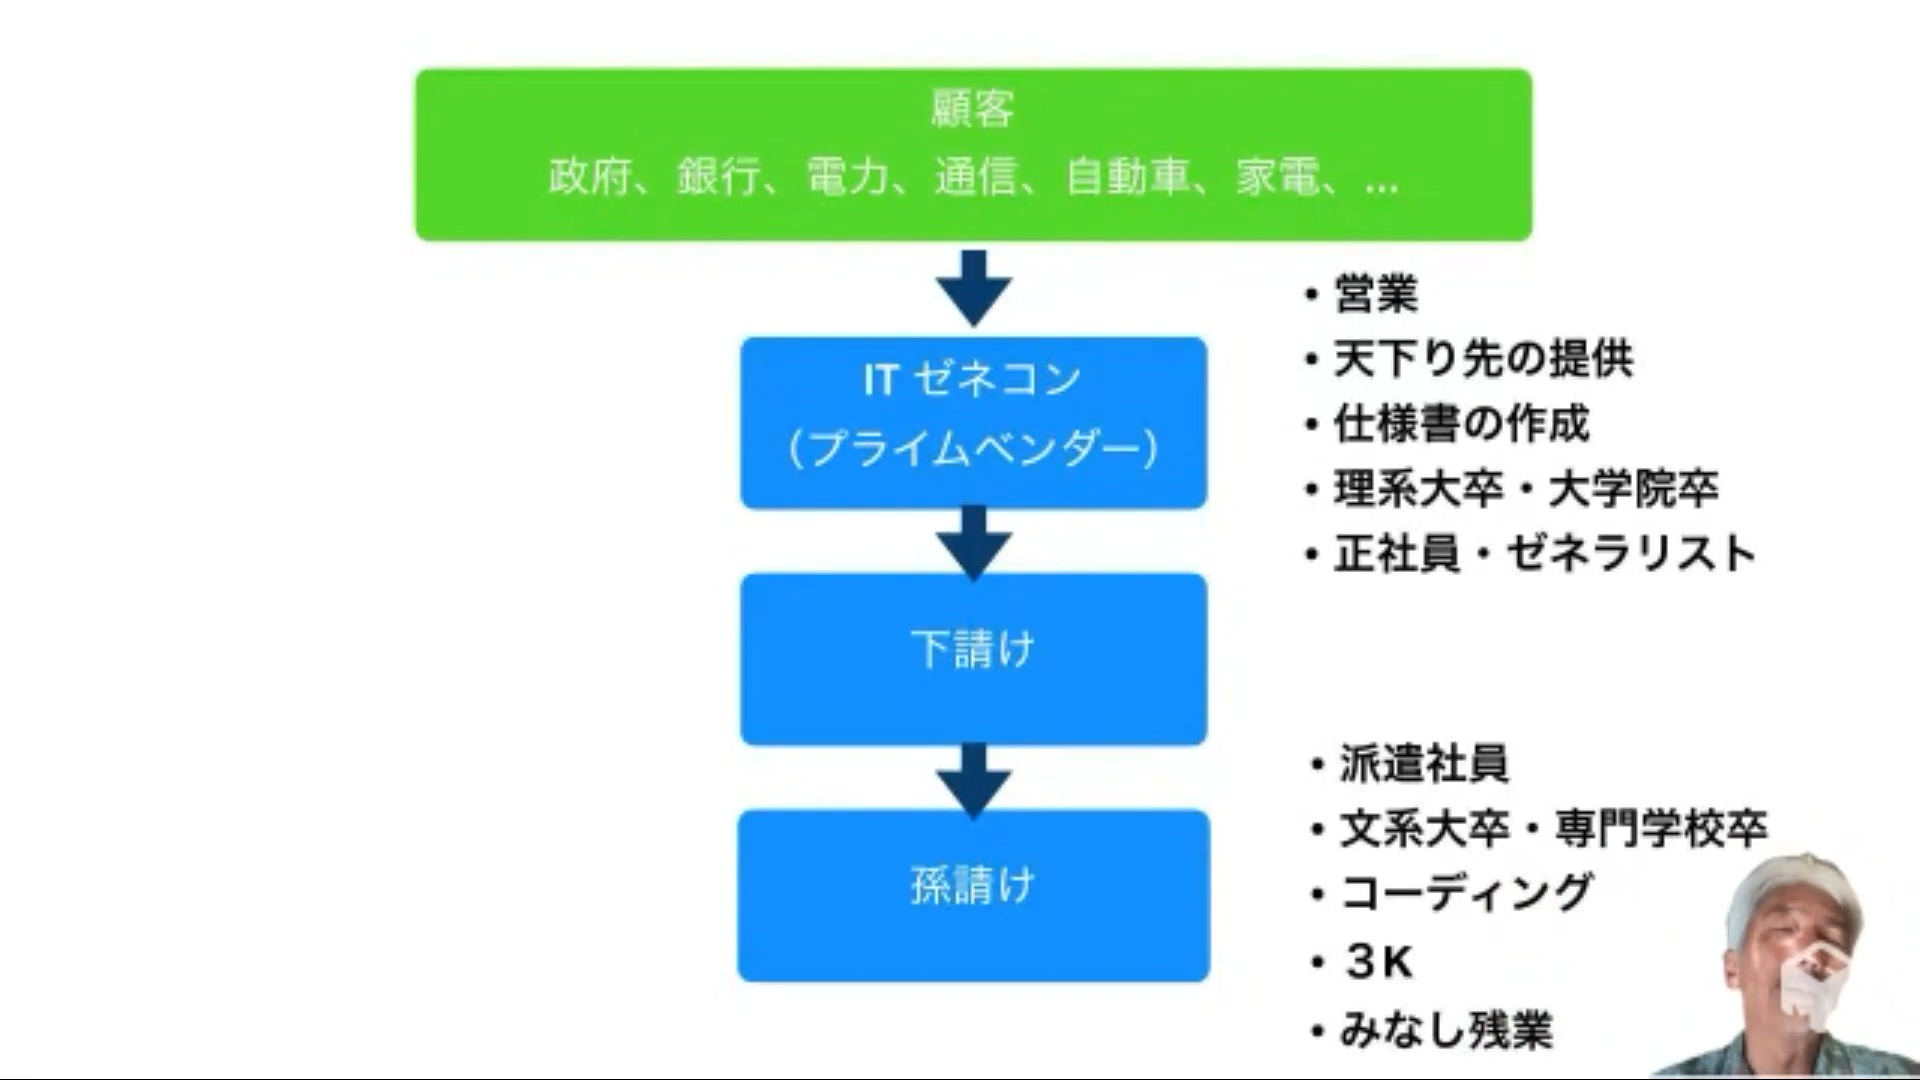 顧客
政府、銀行、電力、通信、自動車、家電、...
IT ゼネコン
（プライムベンダー）
・営業
・天下り先の提供
・仕様書の作成
・理系大卒・大学院卒
・正社員・ゼネラリスト
下請け
孫請け
・派遣社員
・文系大卒・専門学校卒
・コーディング
・３K
・みなし残業